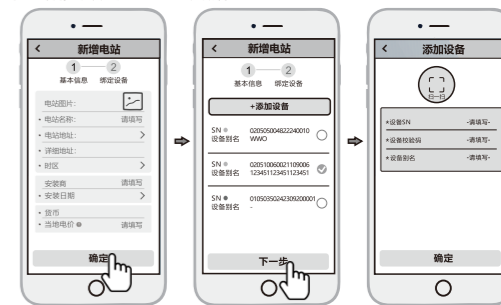 新增电站
1
2
基本信息 绑定设备
电站图片:
• 电站名称: 请填写
• 电站地址:
• 详细地址:
• 时区
安装商 请填写
• 安装日期
• 货币
• 当地电价 请填写
确定
新增电站
1
2
基本信息 绑定设备
+添加设备
SN 020505004822240010
设备别名 WWO
SN 020510060021109006
设备别名 123451123451123451
SN 01050350242309200001
设备别名 -
下一步
添加设备
扫一扫
*设备SN -请填写-
*设备校验码 -请填写-
*设备别名 -请填写-
确定